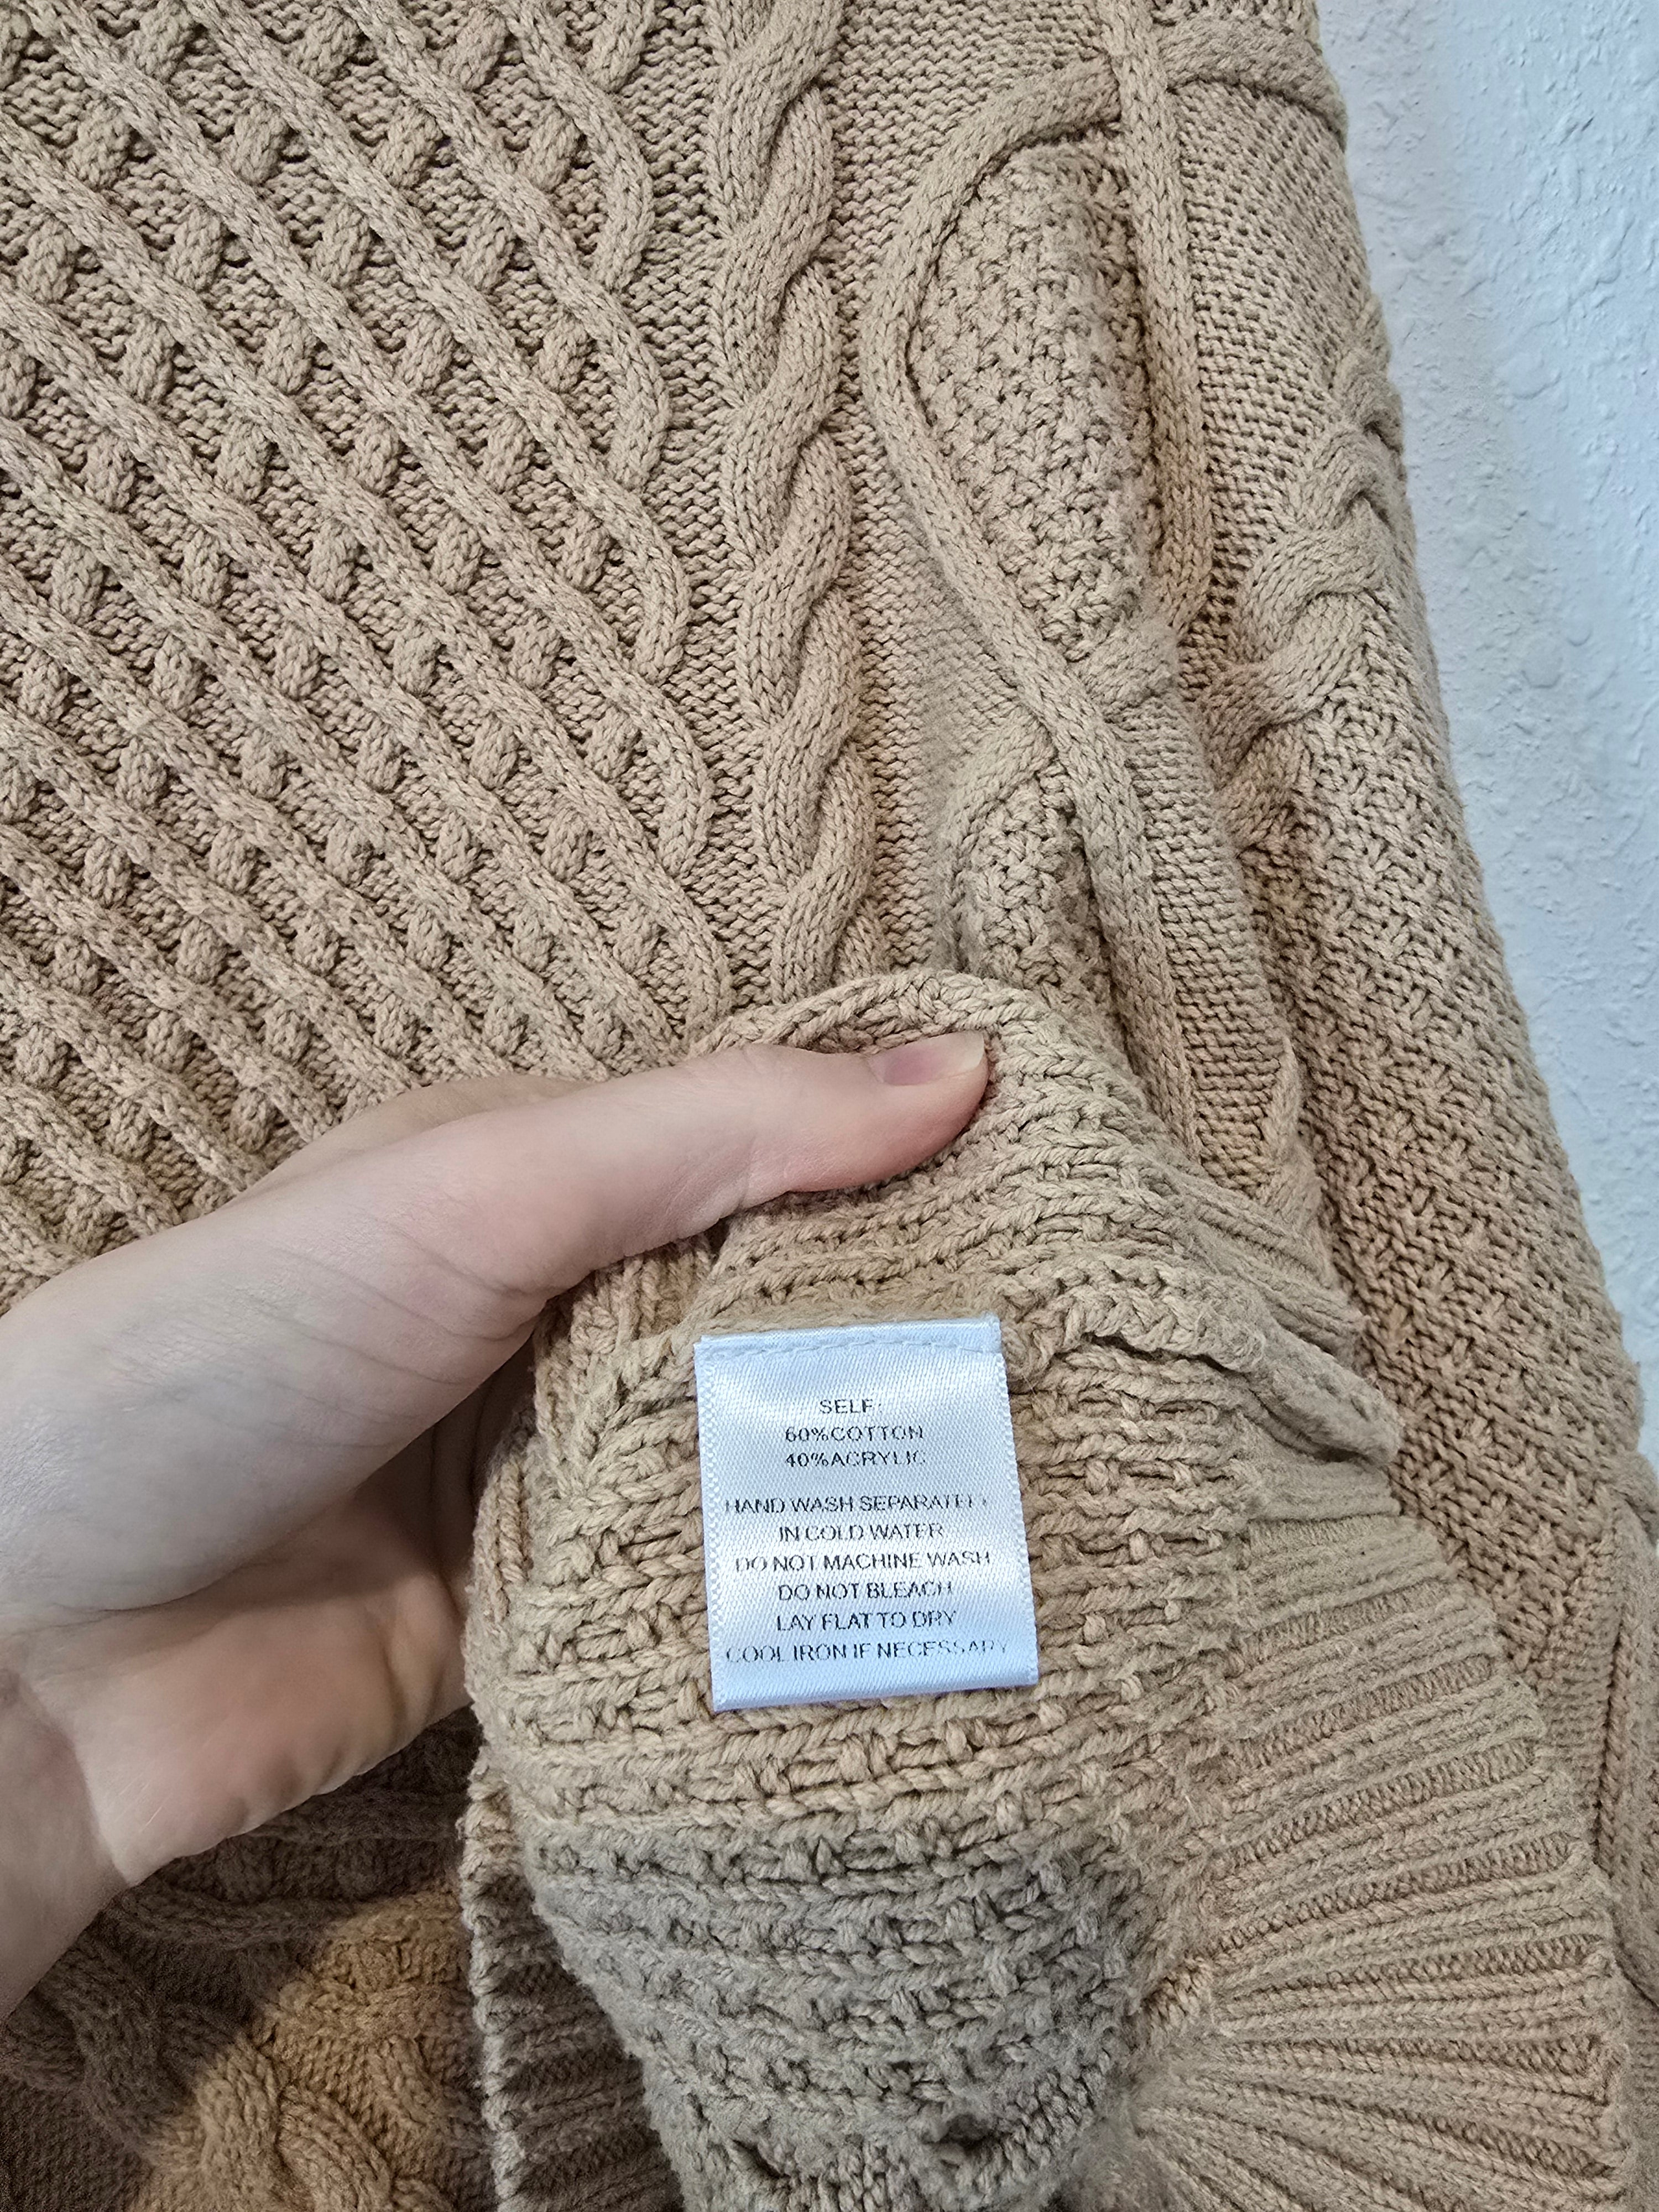 SELF:
60%COTTON
40%ACRYLIC
HAND WASH SEPARATELY
IN COLD WATER
DO NOT MACHINE WASH
DO NOT BLEACH
LAY FLAT TO DRY
COOL IRON IF NECESSARY